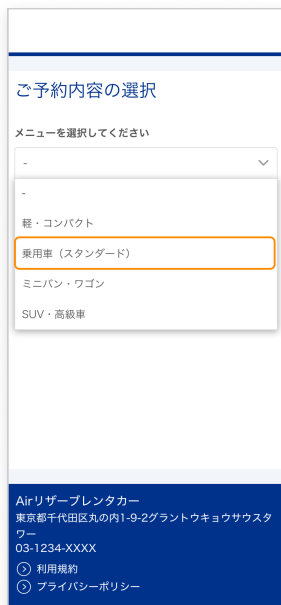 ご予約内容の選択
メニューを選択してください
-
-
軽・コンパクト
乗用車（スタンダード）
ミニバン・ワゴン
SUV・高級車
Airリザーブレンタカー
東京都千代田区丸の内1-9-2グラントウキョウサウスタ
ワー
03-1234-XXXX
利用規約
プライバシーポリシー